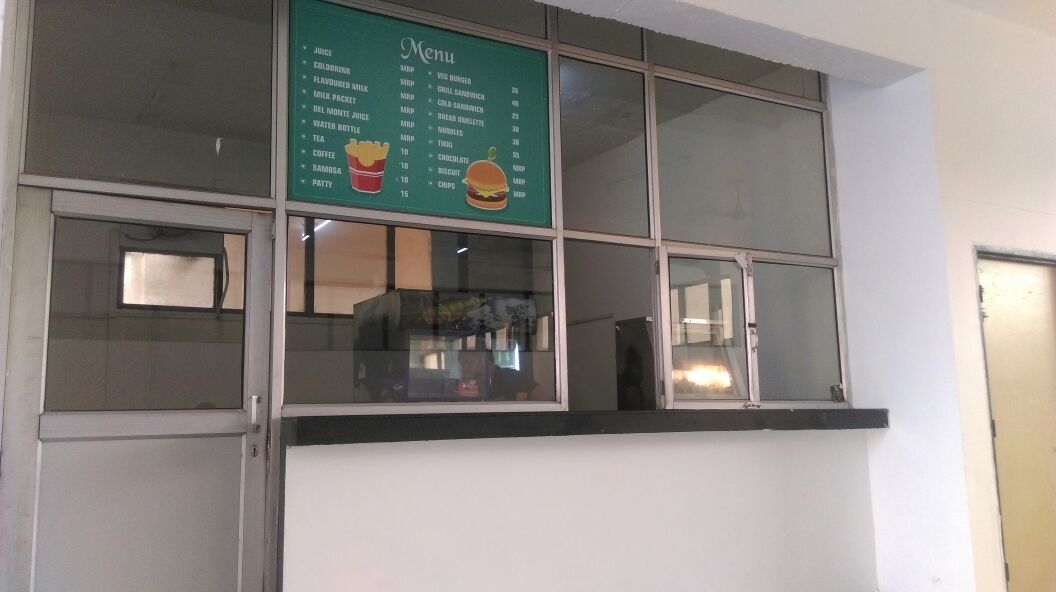 Menu
JUICE MRP
COLDDRINK MRP
FLAVOURED MILK MRP
MILK PACKET MRP
DEL MONTE JUICE MRP
WATER BOTTLE MRP
TEA 10
COFFEE 10
SAMOSA 10
PATTY 15
VEG BURGER 35
GRILL SANDWICH 40
COLD SANDWICH 25
BREAD OMELETTE 30
NOODLES 30
TIKKI 35
CHOCOLATE MRP
BISCUIT MRP
CHIPS MRP